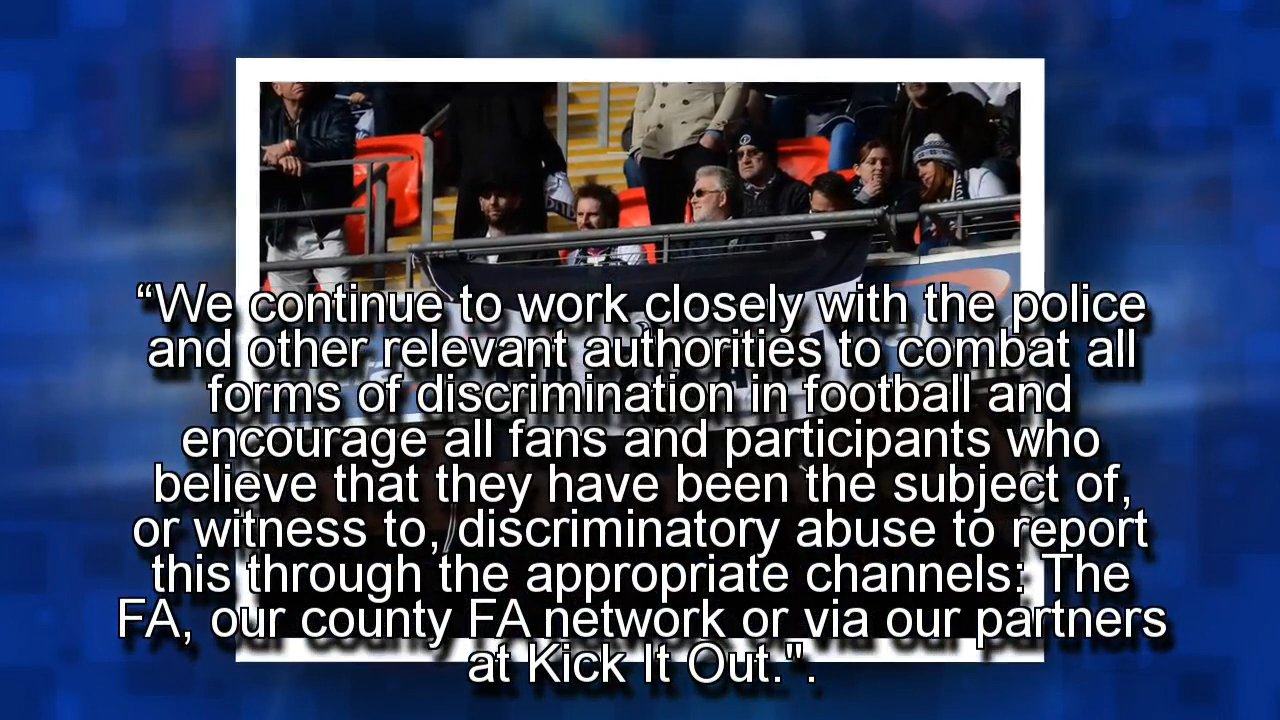 “We continue to work closely with the police
and other relevant authorities to combat all
forms of discrimination in football and
encourage all fans and participants who
believe that they have been the subject of,
or witness to, discriminatory abuse to report
this through the appropriate channels: The
FA, our county FA network or via our partners
at Kick It Out.".